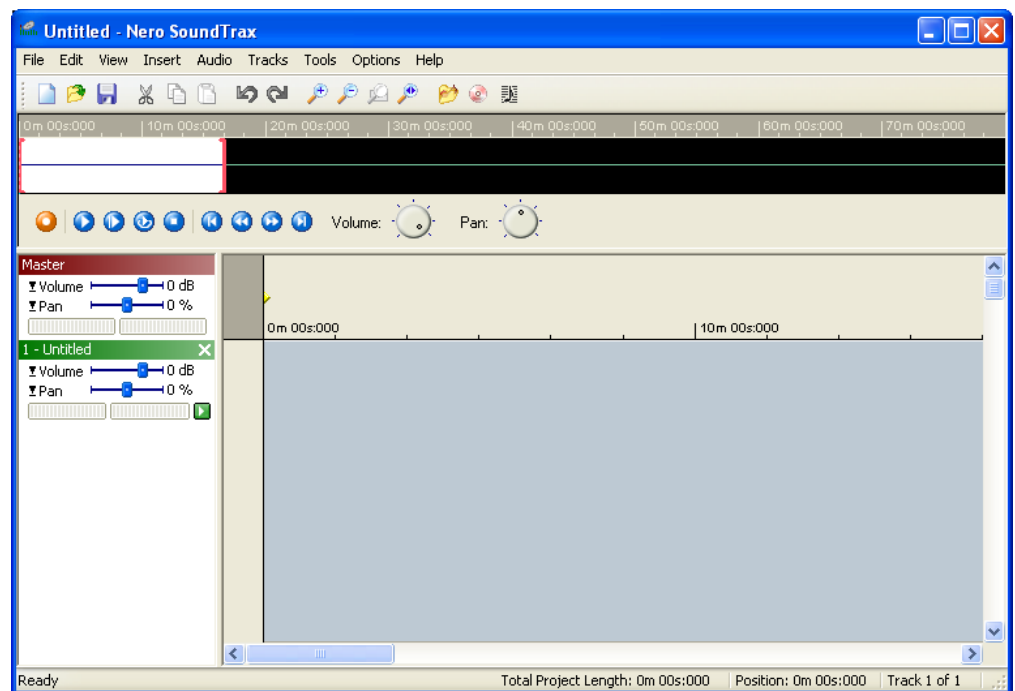 Untitled - Nero SoundTrax
File Edit View Insert Audio Tracks Tools Options Help
0m 00s:000 10m 00s:000 20m 00s:000 30m 00s:000 40m 00s:000 50m 00s:000 60m 00s:000 70m 00s:000
Volume: Pan:
Master
Volume 0 dB
Pan 0 %
0m 00s:000 10m 00s:000
1 - Untitled
Volume 0 dB
Pan 0 %
Ready Total Project Length: 0m 00s:000 Position: 0m 00s:000 Track 1 of 1